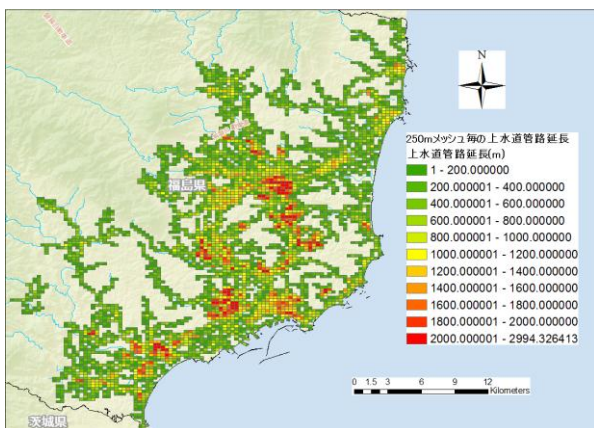 N
250mメッシュ毎の上水道管路延長
上水道管路延長(m)
1 - 200.000000
200.000001 - 400.000000
400.000001 - 600.000000
600.000001 - 800.000000
800.000001 - 1000.000000
1000.000001 - 1200.000000
1200.000001 - 1400.000000
1400.000001 - 1600.000000
1600.000001 - 1800.000000
1800.000001 - 2000.000000
2000.000001 - 2994.326413
福島県
0 1.5 3 6 9 12
Kilometers
茨城県